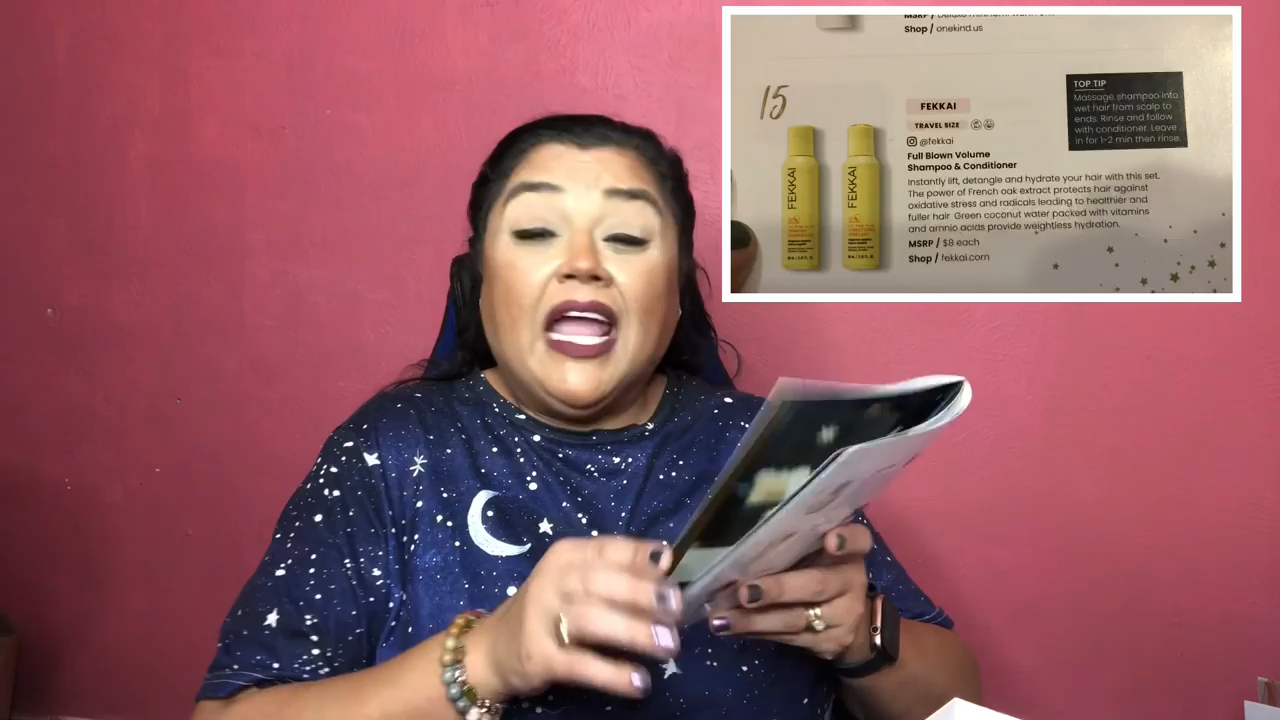 Shop / onekind.us
15
FEKKAI
TRAVEL SIZE
@fekkai
Full Blown Volume
Shampoo & Conditioner
Instantly lift, detangle and hydrate your hair with this set.
The power of French oak extract protects hair against
oxidative stress and radicals leading to healthier and
fuller hair. Green coconut water packed with vitamins
and amino acids provide weightless hydration.
MSRP / $8 each
Shop / fekkai.com
TOP TIP
Massage shampoo into
wet hair from scalp to
ends. Rinse and follow
with conditioner. Leave
in for 1-2 min then rinse.
FEKKAI
FEKKAI